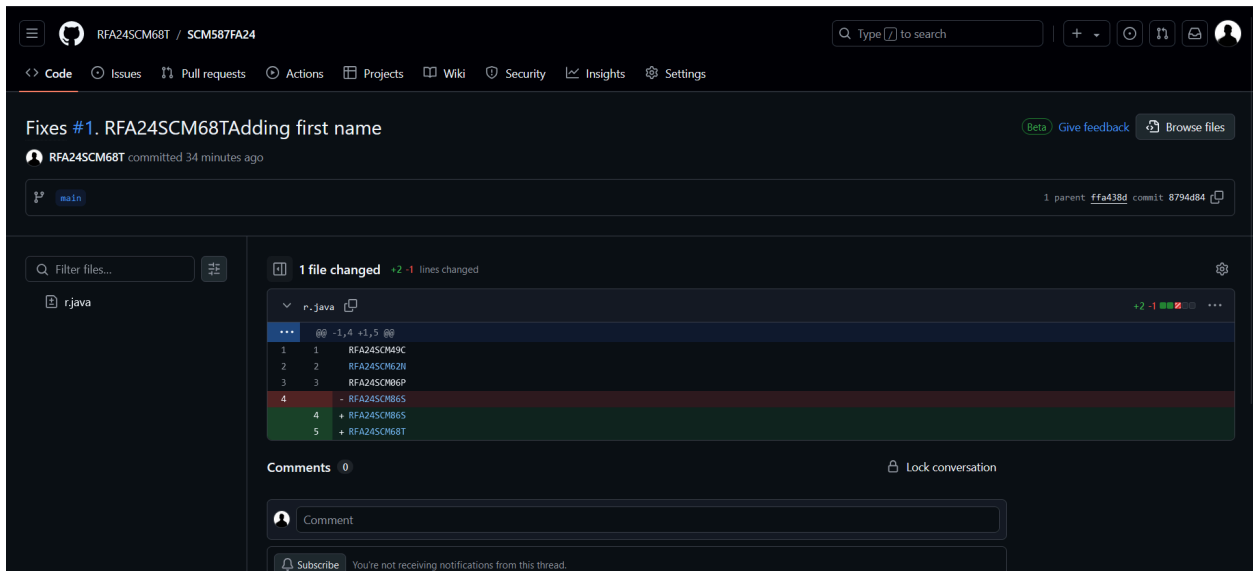 RFA24SCM68T / SCM587FA24
Type / to search
Code Issues Pull requests Actions Projects Wiki Security Insights Settings
Fixes #1. RFA24SCM68TAdding first name
Beta Give feedback Browse files
RFA24SCM68T committed 34 minutes ago
main
1 parent ffa438d commit 8794d84
Filter files...
1 file changed +2 -1 lines changed
r.java
r.java +2 -1
@@ -1,4 +1,5 @@
1 1 RFA24SCM49C
2 2 RFA24SCM62N
3 3 RFA24SCM06P
4 - RFA24SCM86S
4 + RFA24SCM86S
5 + RFA24SCM68T
Comments 0
Lock conversation
Comment
Subscribe You're not receiving notifications from this thread.